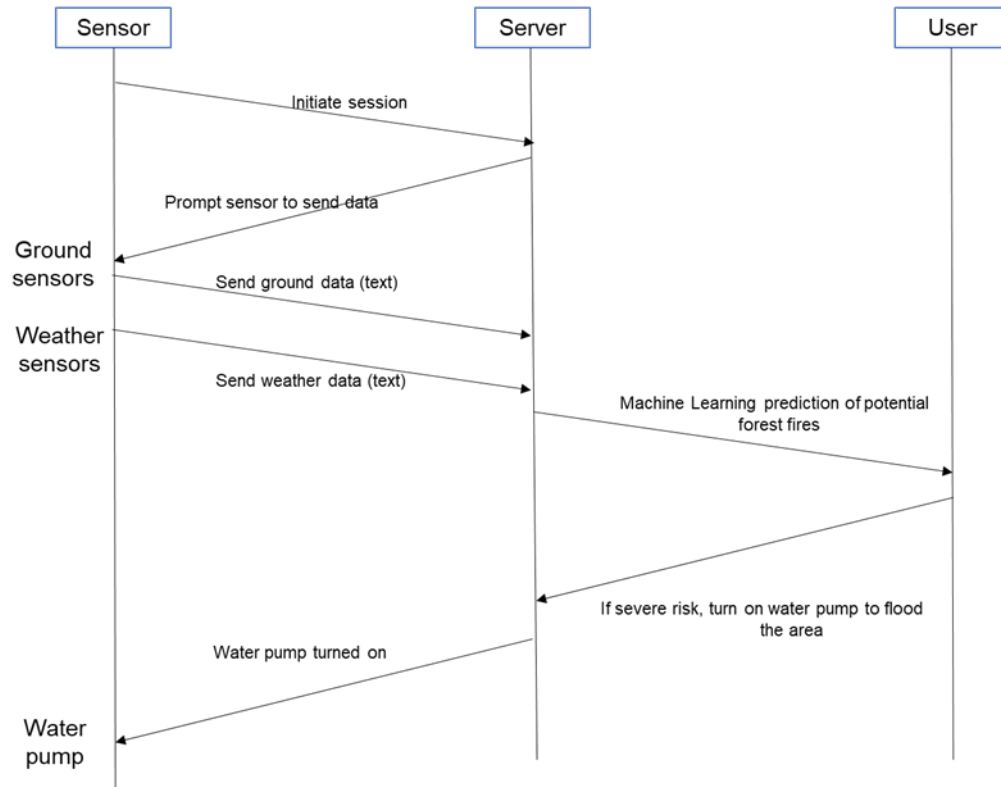 Sensor
Server
User
Initiate session
Prompt sensor to send data
Ground
sensors
Send ground data (text)
Weather
sensors
Send weather data (text)
Machine Learning prediction of potential
forest fires
If severe risk, turn on water pump to flood
the area
Water pump turned on
Water
pump